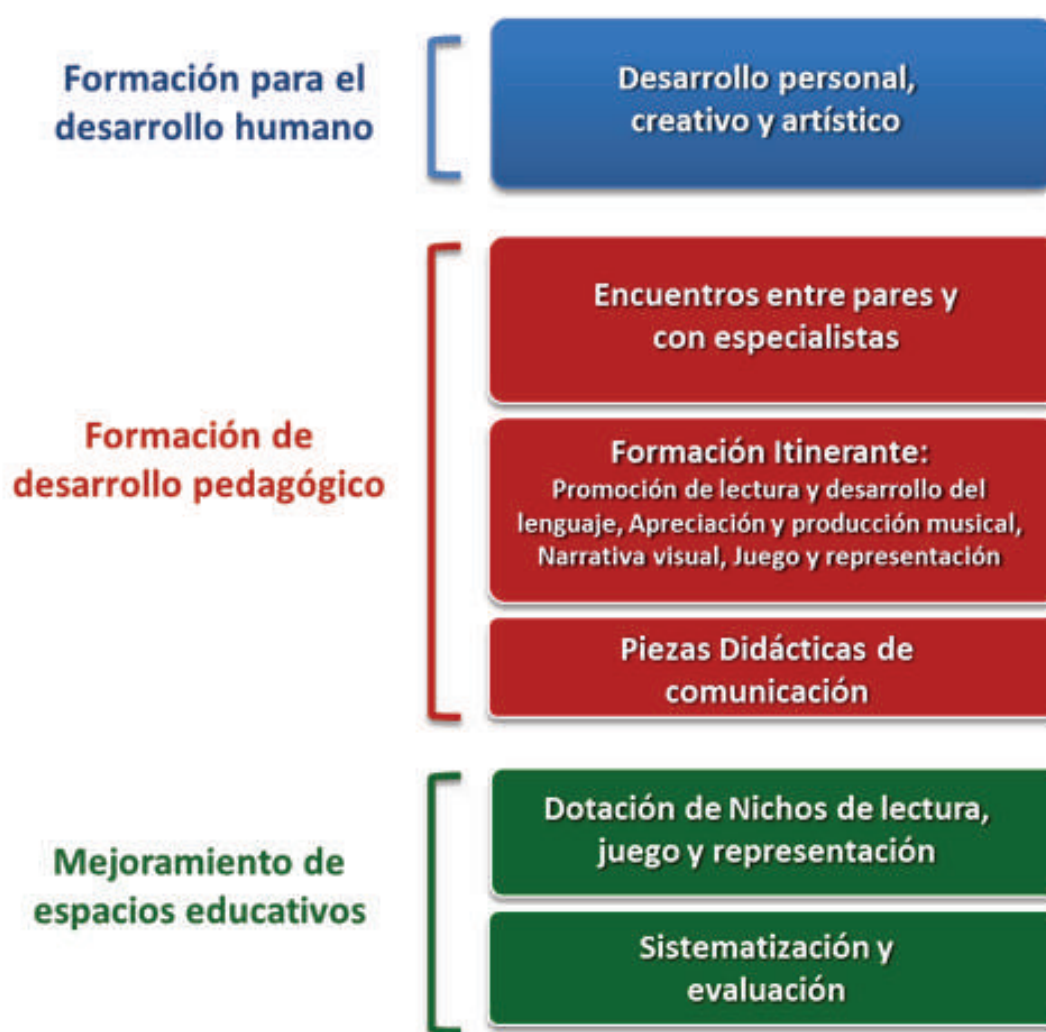 Formación para el
desarrollo humano
Desarrollo personal,
creativo y artístico
Formación de
desarrollo pedagógico
Encuentros entre pares y
con especialistas
Formación Itinerante:
Promoción de lectura y desarrollo del
lenguaje, Apreciación y producción musical,
Narrativa visual, Juego y representación
Piezas Didácticas de
comunicación
Mejoramiento de
espacios educativos
Dotación de Nichos de lectura,
juego y representación
Sistematización y
evaluación